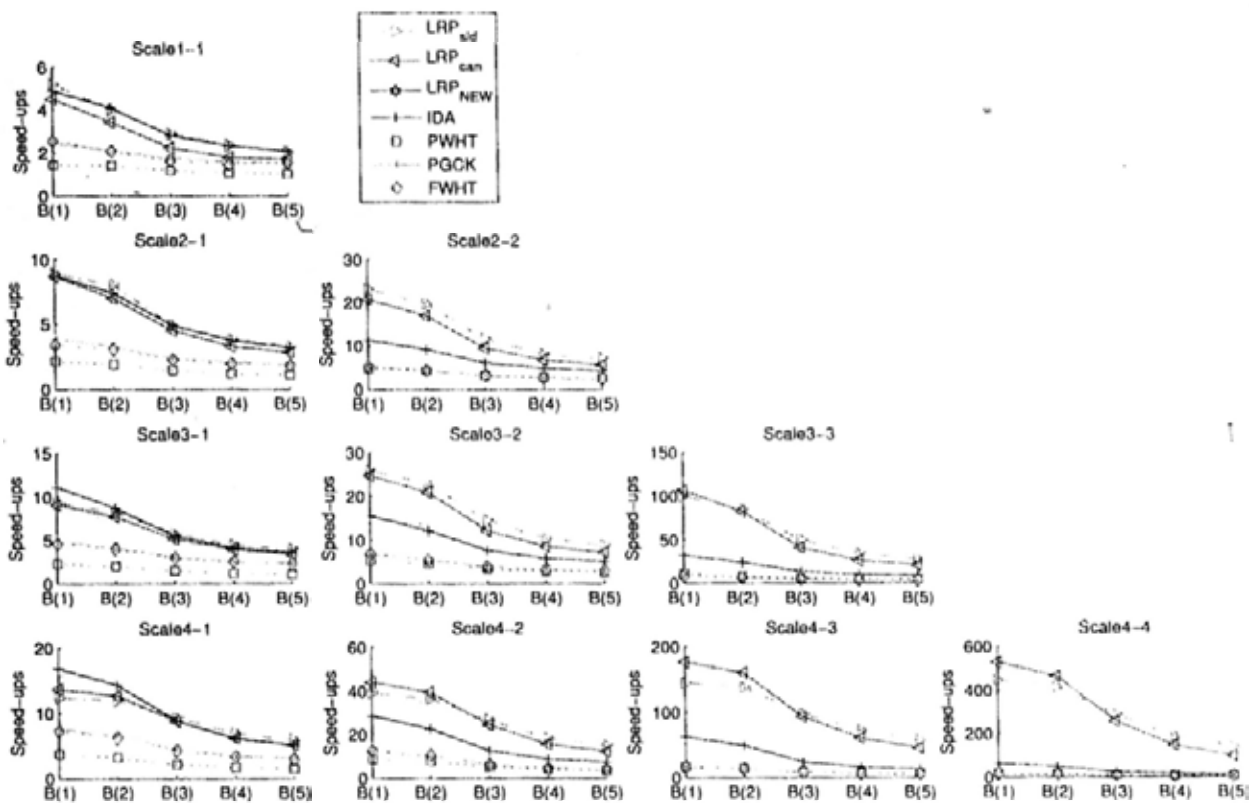 Scale1-1
Speed-ups
6
4
2
0
B(1) B(2) B(3) B(4) B(5)
LRP std
LRP can
LRP NEW
IDA
PWHT
PGCK
FWHT
Scale2-1
Speed-ups
10
5
0
B(1) B(2) B(3) B(4) B(5)
Scale2-2
Speed-ups
30
20
10
0
B(1) B(2) B(3) B(4) B(5)
Scale3-1
Speed-ups
15
10
5
0
B(1) B(2) B(3) B(4) B(5)
Scale3-2
Speed-ups
30
20
10
0
B(1) B(2) B(3) B(4) B(5)
Scale3-3
Speed-ups
150
100
50
0
B(1) B(2) B(3) B(4) B(5)
Scale4-1
Speed-ups
20
10
0
B(1) B(2) B(3) B(4) B(5)
Scale4-2
Speed-ups
60
40
20
0
B(1) B(2) B(3) B(4) B(5)
Scale4-3
Speed-ups
200
100
0
B(1) B(2) B(3) B(4) B(5)
Scale4-4
Speed-ups
600
400
200
0
B(1) B(2) B(3) B(4) B(5)